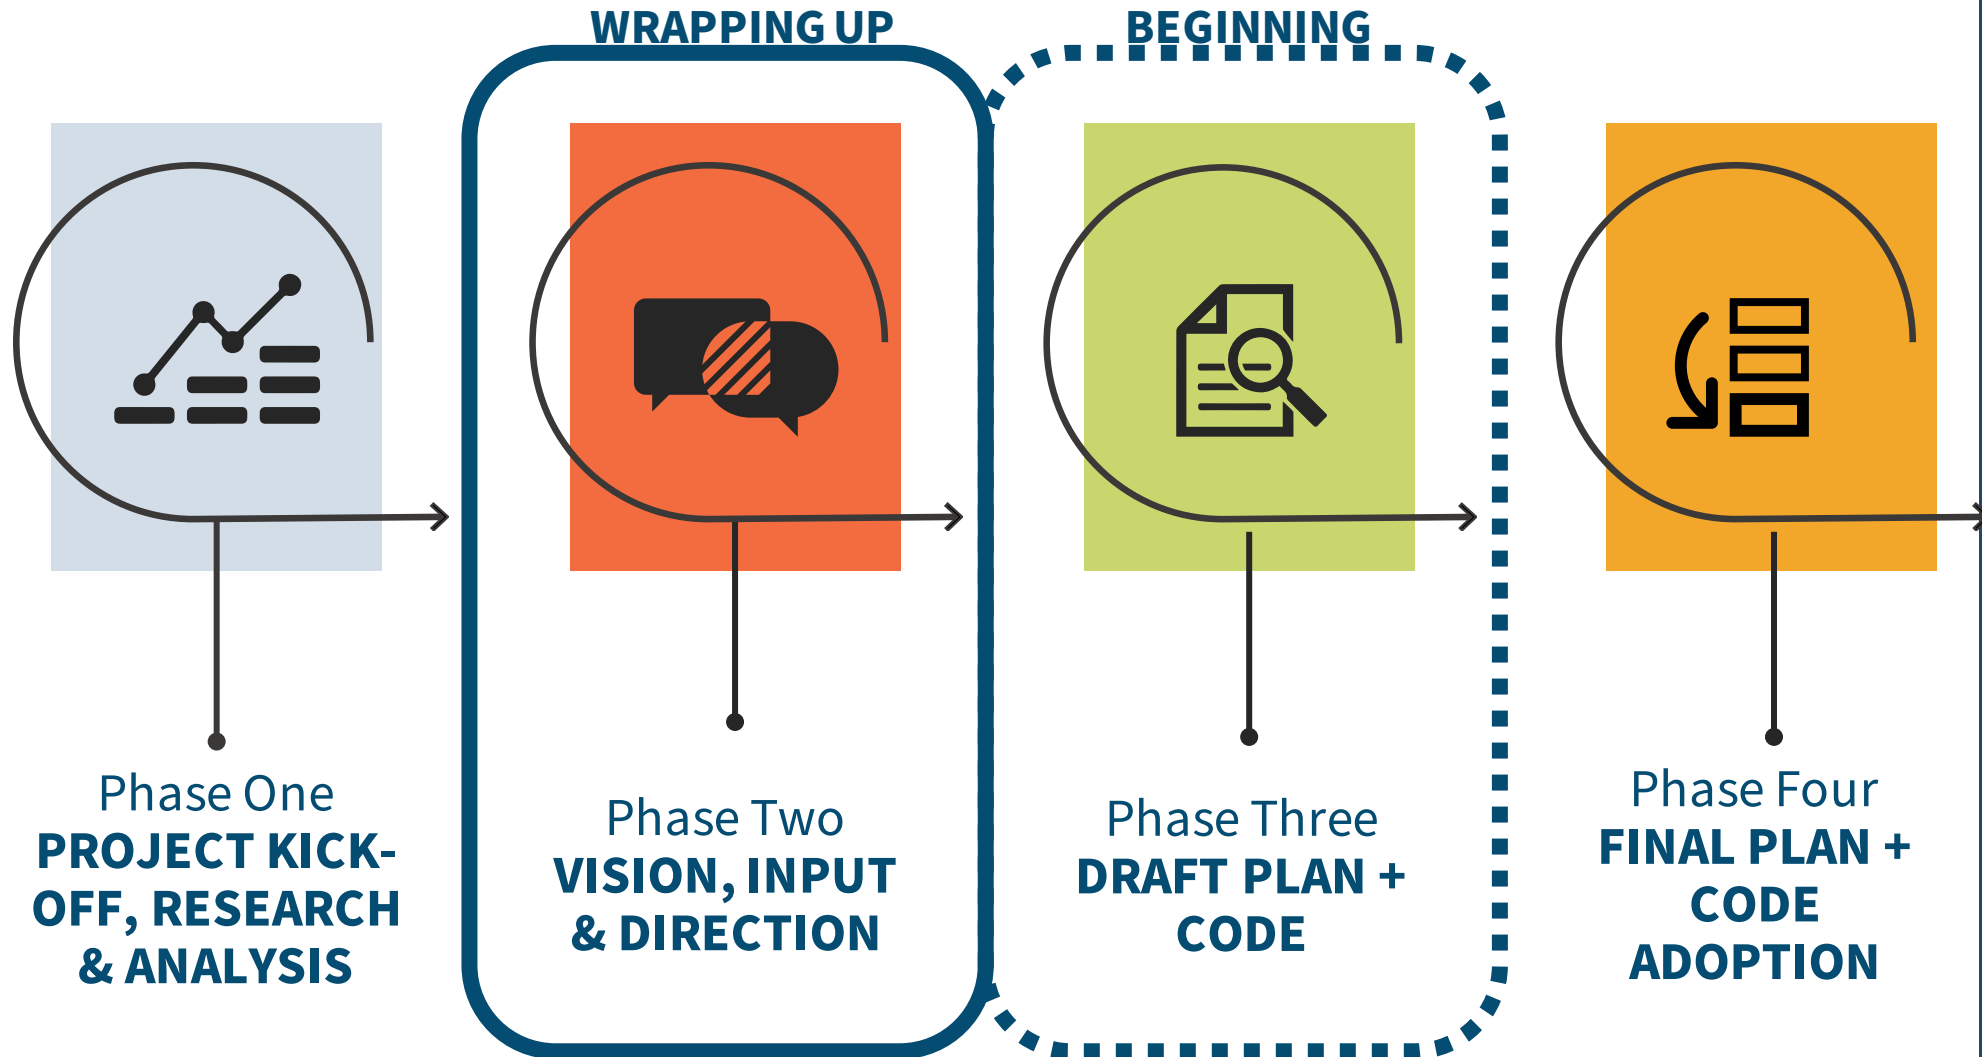 WRAPPING UP
BEGINNING
Phase One
PROJECT KICK-
OFF, RESEARCH
& ANALYSIS
Phase Two
VISION, INPUT
& DIRECTION
Phase Three
DRAFT PLAN +
CODE
Phase Four
FINAL PLAN +
CODE
ADOPTION